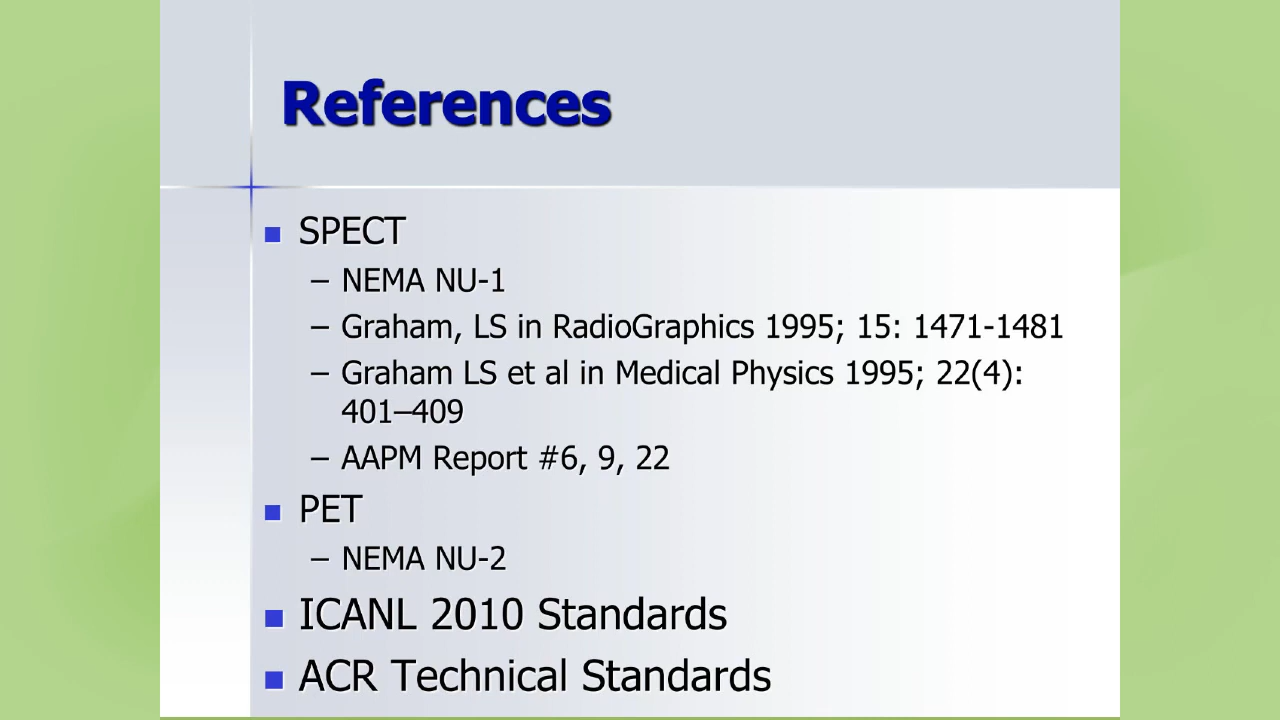 References
SPECT
– NEMA NU-1
– Graham, LS in RadioGraphics 1995; 15: 1471-1481
– Graham LS et al in Medical Physics 1995; 22(4):
401–409
– AAPM Report #6, 9, 22
PET
– NEMA NU-2
ICANL 2010 Standards
ACR Technical Standards